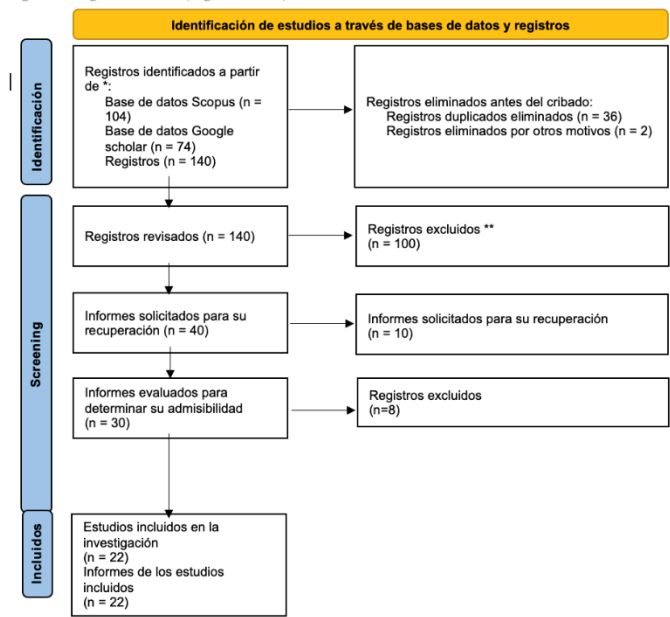 Identificación de estudios a través de bases de datos y registros
Identificación
Registros identificados a partir
de *:
Base de datos Scopus (n =
104)
Base de datos Google
scholar (n = 74)
Registros (n = 140)
Registros eliminados antes del cribado:
Registros duplicados eliminados (n = 36)
Registros eliminados por otros motivos (n = 2)
Screening
Registros revisados (n = 140)
Registros excluidos **
(n = 100)
Informes solicitados para su
recuperación (n = 40)
Informes solicitados para su recuperación
(n = 10)
Informes evaluados para
determinar su admisibilidad
(n = 30)
Registros excluidos
(n=8)
Incluidos
Estudios incluidos en la
investigación
(n = 22)
Informes de los estudios
incluidos
(n = 22)